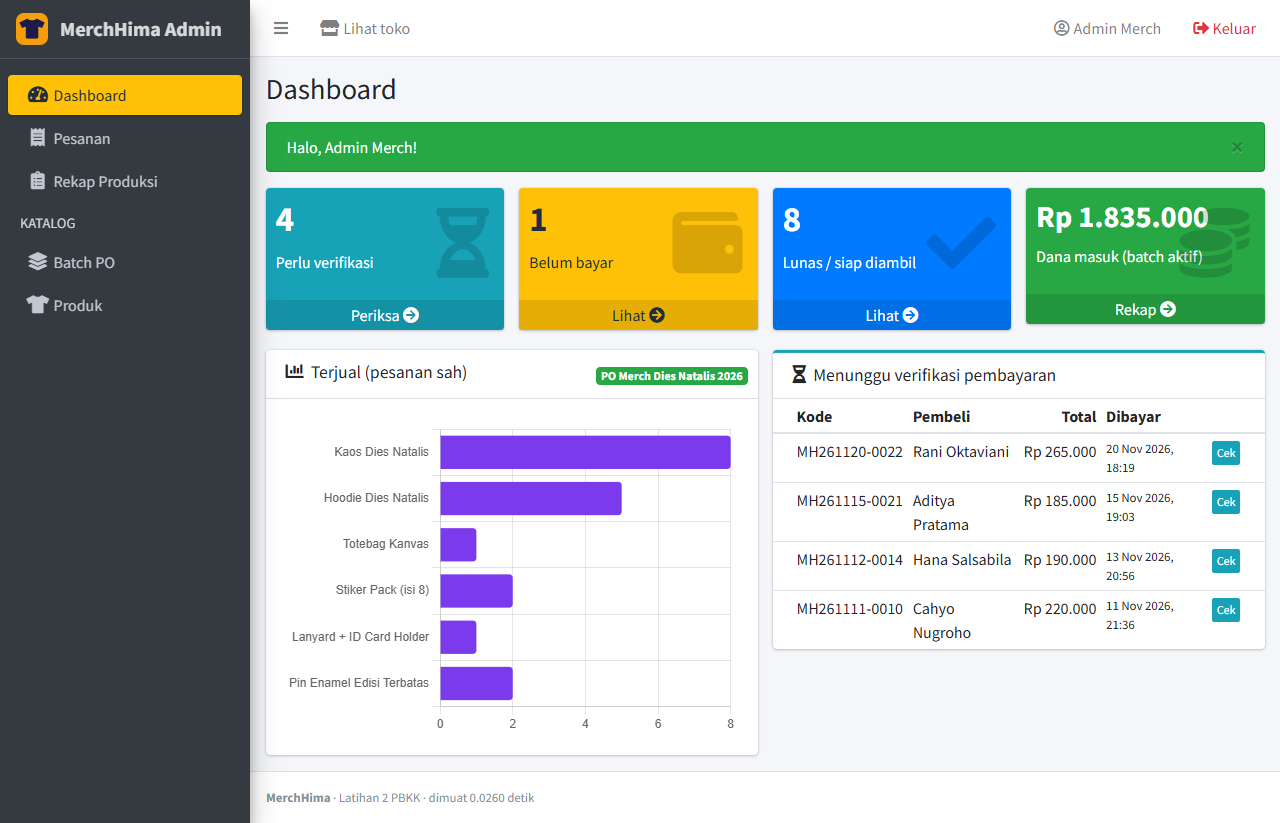 MerchHima Admin
Lihat toko
Admin Merch
Keluar
Dashboard
Pesanan
Rekap Produksi
KATALOG
Batch PO
Produk
Dashboard
Halo, Admin Merch!
×
4
Perlu verifikasi
Periksa
1
Belum bayar
Lihat
8
Lunas / siap diambil
Lihat
Rp 1.835.000
Dana masuk (batch aktif)
Rekap
Terjual (pesanan sah)
PO Merch Dies Natalis 2026
Kaos Dies Natalis
Hoodie Dies Natalis
Totebag Kanvas
Stiker Pack (isi 8)
Lanyard + ID Card Holder
Pin Enamel Edisi Terbatas
0 2 4 6 8
Menunggu verifikasi pembayaran
Kode Pembeli Total Dibayar
MH261120-0022 Rani Oktaviani Rp 265.000 20 Nov 2026, Cek
18:19
MH261115-0021 Aditya Rp 185.000 15 Nov 2026, Cek
Pratama 19:03
MH261112-0014 Hana Salsabila Rp 190.000 13 Nov 2026, Cek
20:56
MH261111-0010 Cahyo Rp 220.000 11 Nov 2026, Cek
Nugroho 21:36
MerchHima · Latihan 2 PBKK · dimuat 0.0260 detik